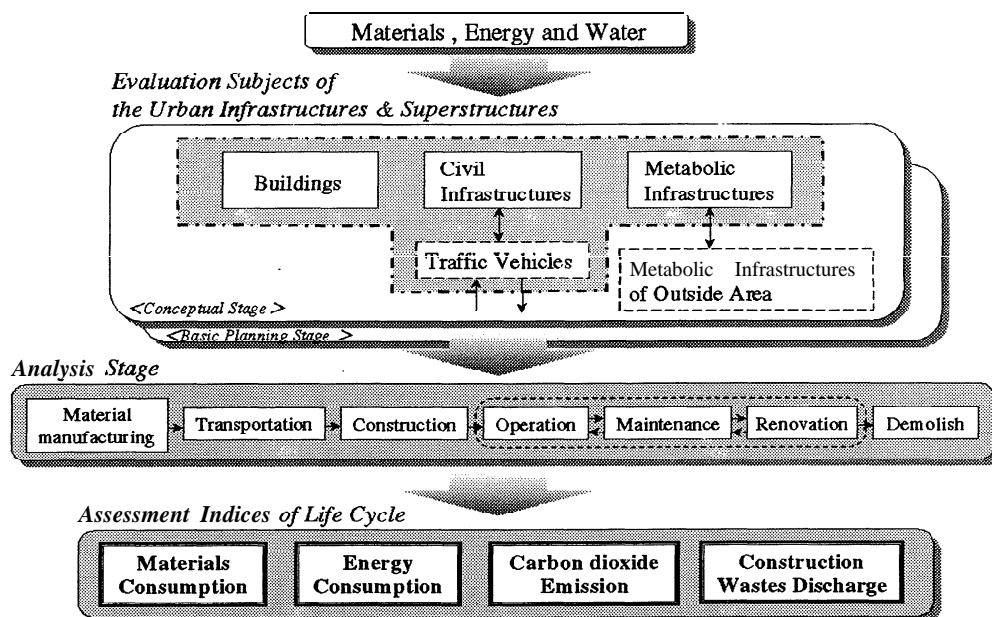 Materials , Energy and Water
Evaluation Subjects of
the Urban Infrastructures & Superstructures
Buildings
Civil
Infrastructures
Metabolic
Infrastructures
Traffic Vehicles
Metabolic Infrastructures
of Outside Area
<Conceptual Stage >
<Basic Planning Stage >
Analysis Stage
Material
manufacturing
Transportation
Construction
Operation
Maintenance
Renovation
Demolish
Assessment Indices of Life Cycle
Materials
Consumption
Energy
Consumption
Carbon dioxide
Emission
Construction
Wastes Discharge